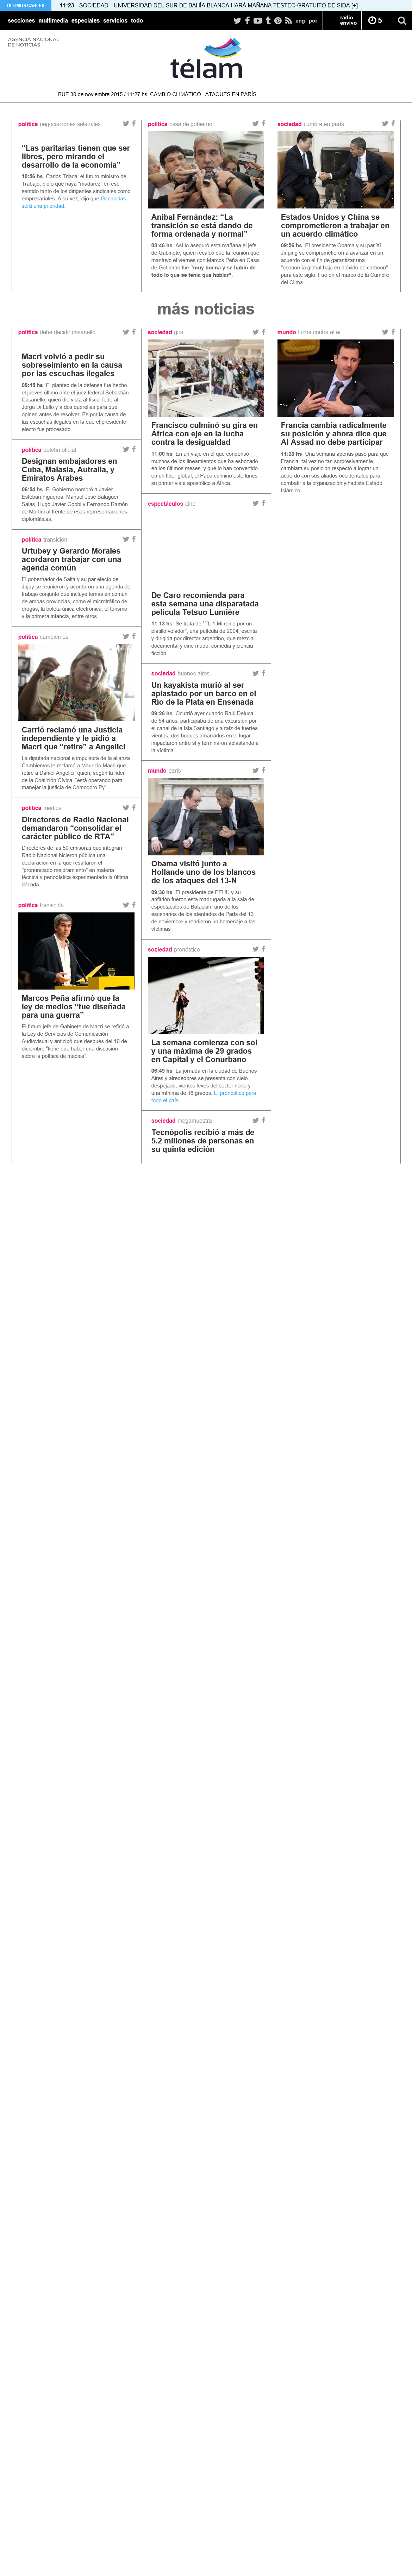 ÚLTIMOS CABLES 11:23 SOCIEDAD UNIVERSIDAD DEL SUR DE BAHÍA BLANCA HARÁ MAÑANA TESTEO GRATUITO DE SIDA [+]
secciones multimedia especiales servicios todo
eng por
radio
envivo
5
AGENCIA NACIONAL
DE NOTICIAS
télam
BUE 30 de noviembre 2015 / 11:27 hs CAMBIO CLIMÁTICO . ATAQUES EN PARÍS
política negociaciones salariales
“Las paritarias tienen que ser
libres, pero mirando el
desarrollo de la economía”
10:56 hs Carlos Triaca, el futuro ministro de
Trabajo, pidió que haya "madurez" en ese
sentido tanto de los dirigentes sindicales como
empresariales. A su vez, dijo que Ganancias
será una prioridad.
política casa de gobierno
Aníbal Fernández: “La
transición se está dando de
forma ordenada y normal”
08:46 hs Así lo aseguró esta mañana el jefe
de Gabinete, quien recalcó que la reunión que
mantuvo el viernes con Marcos Peña en Casa
de Gobierno fue "muy buena y se habló de
todo lo que se tenía que hablar".
sociedad cumbre en parís
Estados Unidos y China se
comprometieron a trabajar en
un acuerdo climático
09:56 hs El presidente Obama y su par Xi
Jinping se comprometieron a avanzar en un
acuerdo con el fin de garantizar una
"economía global baja en dióxido de carbono"
para este siglo. Fue en el marco de la Cumbre
del Clima .
más noticias
política debe decidir casanello
Macri volvió a pedir su
sobreseimiento en la causa
por las escuchas ilegales
09:45 hs El planteo de la defensa fue hecho
el jueves último ante el juez federal Sebastián
Casanello, quien dio vista al fiscal federal
Jorge Di Lello y a dos querellas para que
opinen antes de resolver. Es por la causa de
las escuchas ilegales en la que el presidente
electo fue procesado.
política boletín oficial
Designan embajadores en
Cuba, Malasia, Autralia, y
Emiratos Árabes
06:54 hs El Gobierno nombró a Javier
Esteban Figueroa, Manuel José Balaguer
Salas, Hugo Javier Gobbi y Fernando Ramón
de Martini al frente de esas representaciones
diplomáticas.
política transición
Urtubey y Gerardo Morales
acordaron trabajar con una
agenda común
El gobernador de Salta y su par electo de
Jujuy se reunieron y acordaron una agenda de
trabajo conjunto que incluye temas en común
de ambas provincias, como el microtráfico de
drogas, la boleta única electrónica, el turismo
y la primera infancia, entre otros.
política cambiemos
Carrió reclamó una Justicia
independiente y le pidió a
Macri que “retire” a Angelici
La diputada nacional e impulsora de la alianza
Cambiemos le reclamó a Mauricio Macri que
retire a Daniel Angelici, quien, según la líder
de la Coalición Cívica, "está operando para
manejar la justicia de Comodoro Py".
política medios
Directores de Radio Nacional
demandaron “consolidar el
carácter público de RTA”
Directores de las 50 emisoras que integran
Radio Nacional hicieron pública una
declaración en la que resaltaron el
"pronunciado mejoramiento" en materia
técnica y periodística experimentado la última
década.
política transición
Marcos Peña afirmó que la
ley de medios “fue diseñada
para una guerra”
El futuro jefe de Gabinete de Macri se refirió a
la Ley de Servicios de Comunicación
Audiovisual y anticipó que después del 10 de
diciembre "tiene que haber una discusión
sobre la política de medios".
sociedad gira
Francisco culminó su gira en
África con eje en la lucha
contra la desigualdad
11:00 hs En un viaje en el que condensó
muchos de los lineamientos que ha esbozado
en los últimos meses, y que lo han convertido
en un líder global, el Papa culminó este lunes
su primer viaje apostólico a África.
espectáculos cine
De Caro recomienda para
esta semana una disparatada
película Tetsuo Lumiére
11:13 hs Se trata de "TL-1 Mi reino por un
platillo volador", una película de 2004, escrita
y dirigida por director argentino, que mezcla
documental y cine mudo, comedia y ciencia
ficción.
sociedad buenos aires
Un kayakista murió al ser
aplastado por un barco en el
Río de la Plata en Ensenada
09:26 hs Ocurrió ayer cuando Raúl Deluca,
de 54 años, participaba de una excursión por
el canal de la Isla Santiago y a raíz de fuertes
vientos, dos buques amarrados en el lugar
impactaron entre sí y terminaron aplastando a
la víctima.
mundo parís
Obama visitó junto a
Hollande uno de los blancos
de los ataques del 13-N
09:30 hs El presidente de EEUU y su
anfitrión fueron esta madrugada a la sala de
espectáculos de Bataclan, uno de los
escenarios de los atentados de París del 13
de noviembre y rendieron un homenaje a las
víctimas
sociedad pronóstico
La semana comienza con sol
y una máxima de 29 grados
en Capital y el Conurbano
06:49 hs La jornada en la ciudad de Buenos
Aires y alrededores se presenta con cielo
despejado, vientos leves del sector norte y
una mínima de 16 grados. El pronóstico para
todo el país.
sociedad megamuestra
Tecnópolis recibió a más de
5.2 millones de personas en
su quinta edición
mundo lucha contra el ei
Francia cambia radicalmente
su posición y ahora dice que
Al Assad no debe participar
11:20 hs Una semana apenas pasó para que
Francia, tal vez no tan sorpresivamente,
cambiara su posición respecto a lograr un
acuerdo con sus aliados occidentales para
combatir a la organización yihadista Estado
Islámico